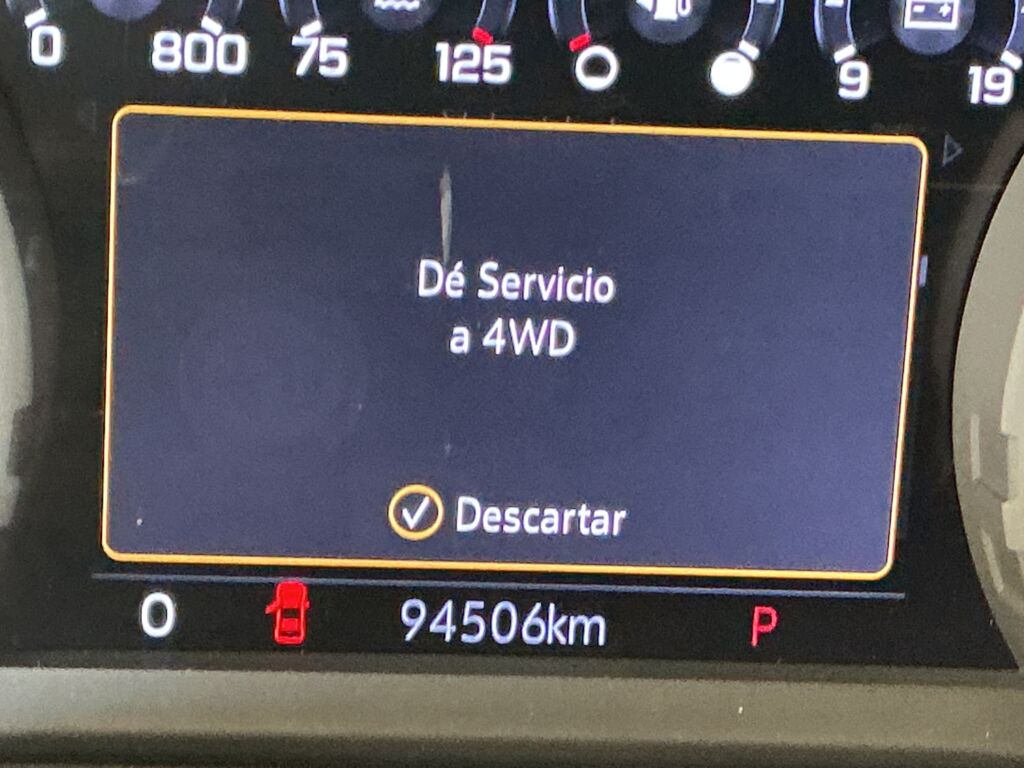 0 800 75 125 9 19
Dé Servicio
a 4WD
Descartar
0 94506km P